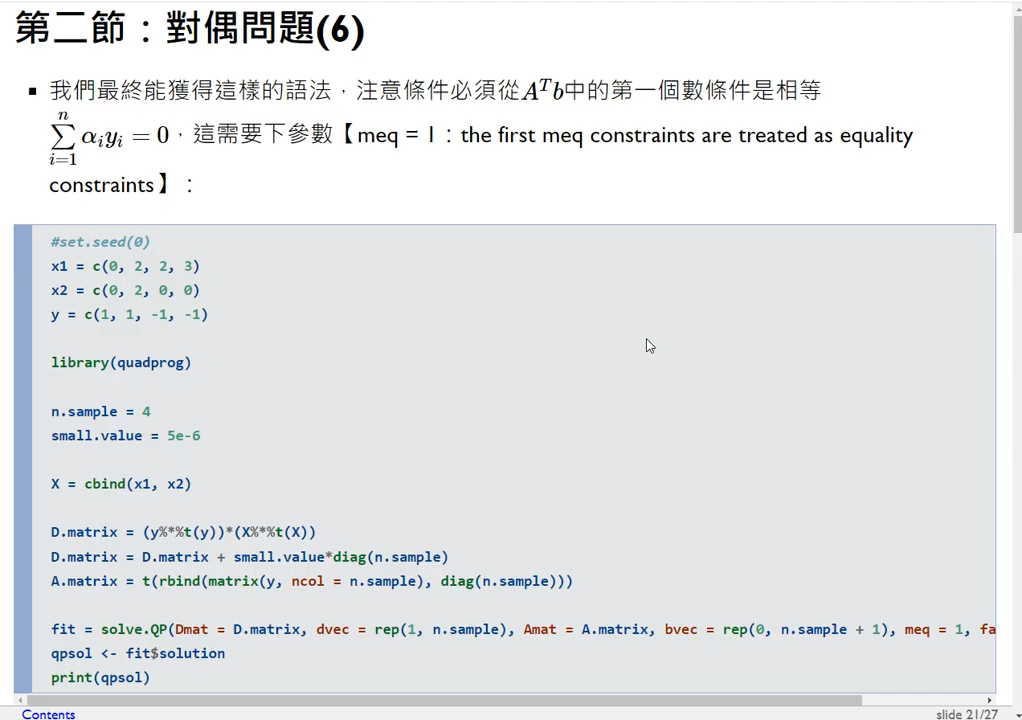 第二節：對偶問題(6)
我們最終能獲得這樣的語法，注意條件必須從AᵀB中的第一個數條件是相等
n
∑ αᵢyᵢ = 0，這需要下參數【meq = 1：the first meq constraints are treated as equality
i=1
constraints】：
#set.seed(0)
x1 = c(0, 2, 2, 3)
x2 = c(0, 2, 0, 0)
y = c(1, 1, -1, -1)
library(quadprog)
n.sample = 4
small.value = 5e-6
X = cbind(x1, x2)
D.matrix = (y%*%t(y))*(X%*%t(X))
D.matrix = D.matrix + small.value*diag(n.sample)
A.matrix = t(rbind(matrix(y, ncol = n.sample), diag(n.sample)))
fit = solve.QP(Dmat = D.matrix, dvec = rep(1, n.sample), Amat = A.matrix, bvec = rep(0, n.sample + 1), meq = 1, fa
qpsol <- fit$solution
print(qpsol)
Contents
slide 21/27